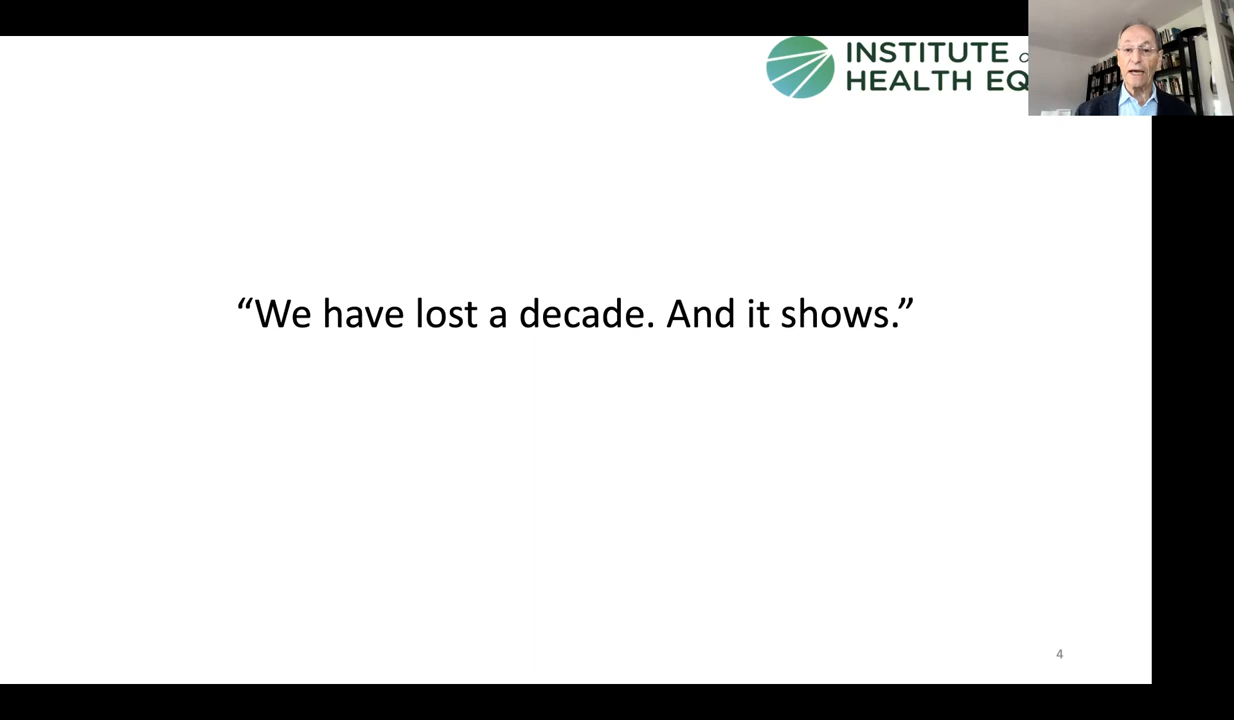 INSTITUTE
HEALTH EQ
“We have lost a decade. And it shows.”
4